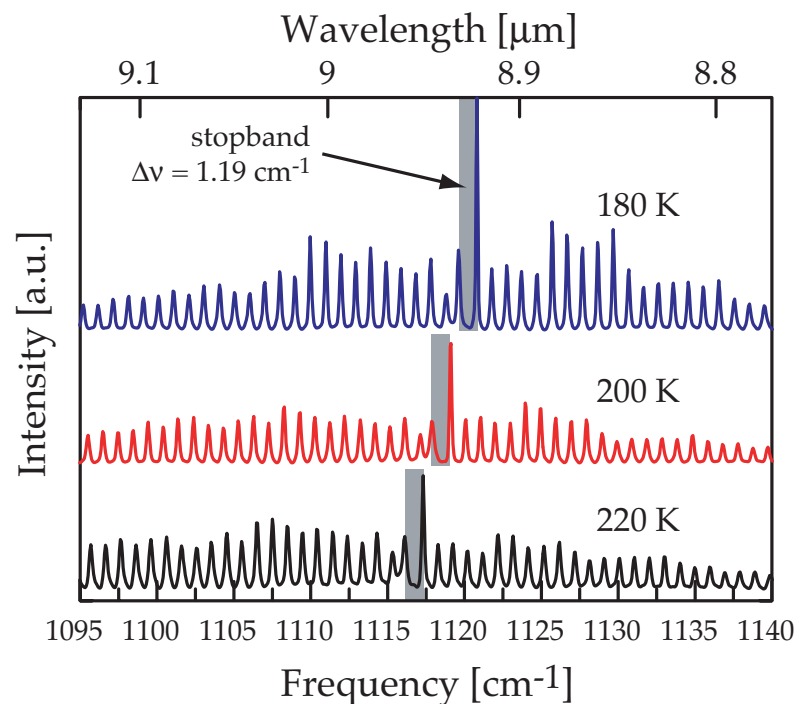 Wavelength [μm]
9.1 9 8.9 8.8
stopband
Δν = 1.19 cm⁻¹
180 K
200 K
220 K
Intensity [a.u.]
1095 1100 1105 1110 1115 1120 1125 1130 1135 1140
Frequency [cm⁻¹]